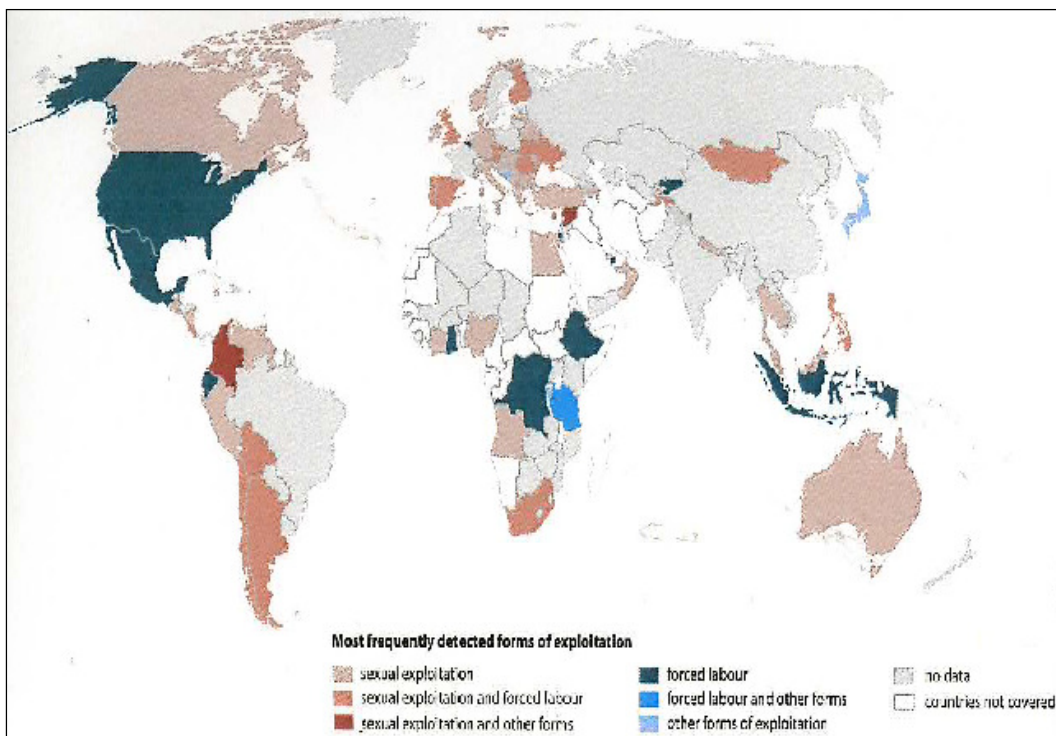 Most frequently detected forms of exploitation
sexual exploitation
sexual exploitation and forced labour
sexual exploitation and other forms
forced labour
forced labour and other forms
other forms of exploitation
no data
countries not covered